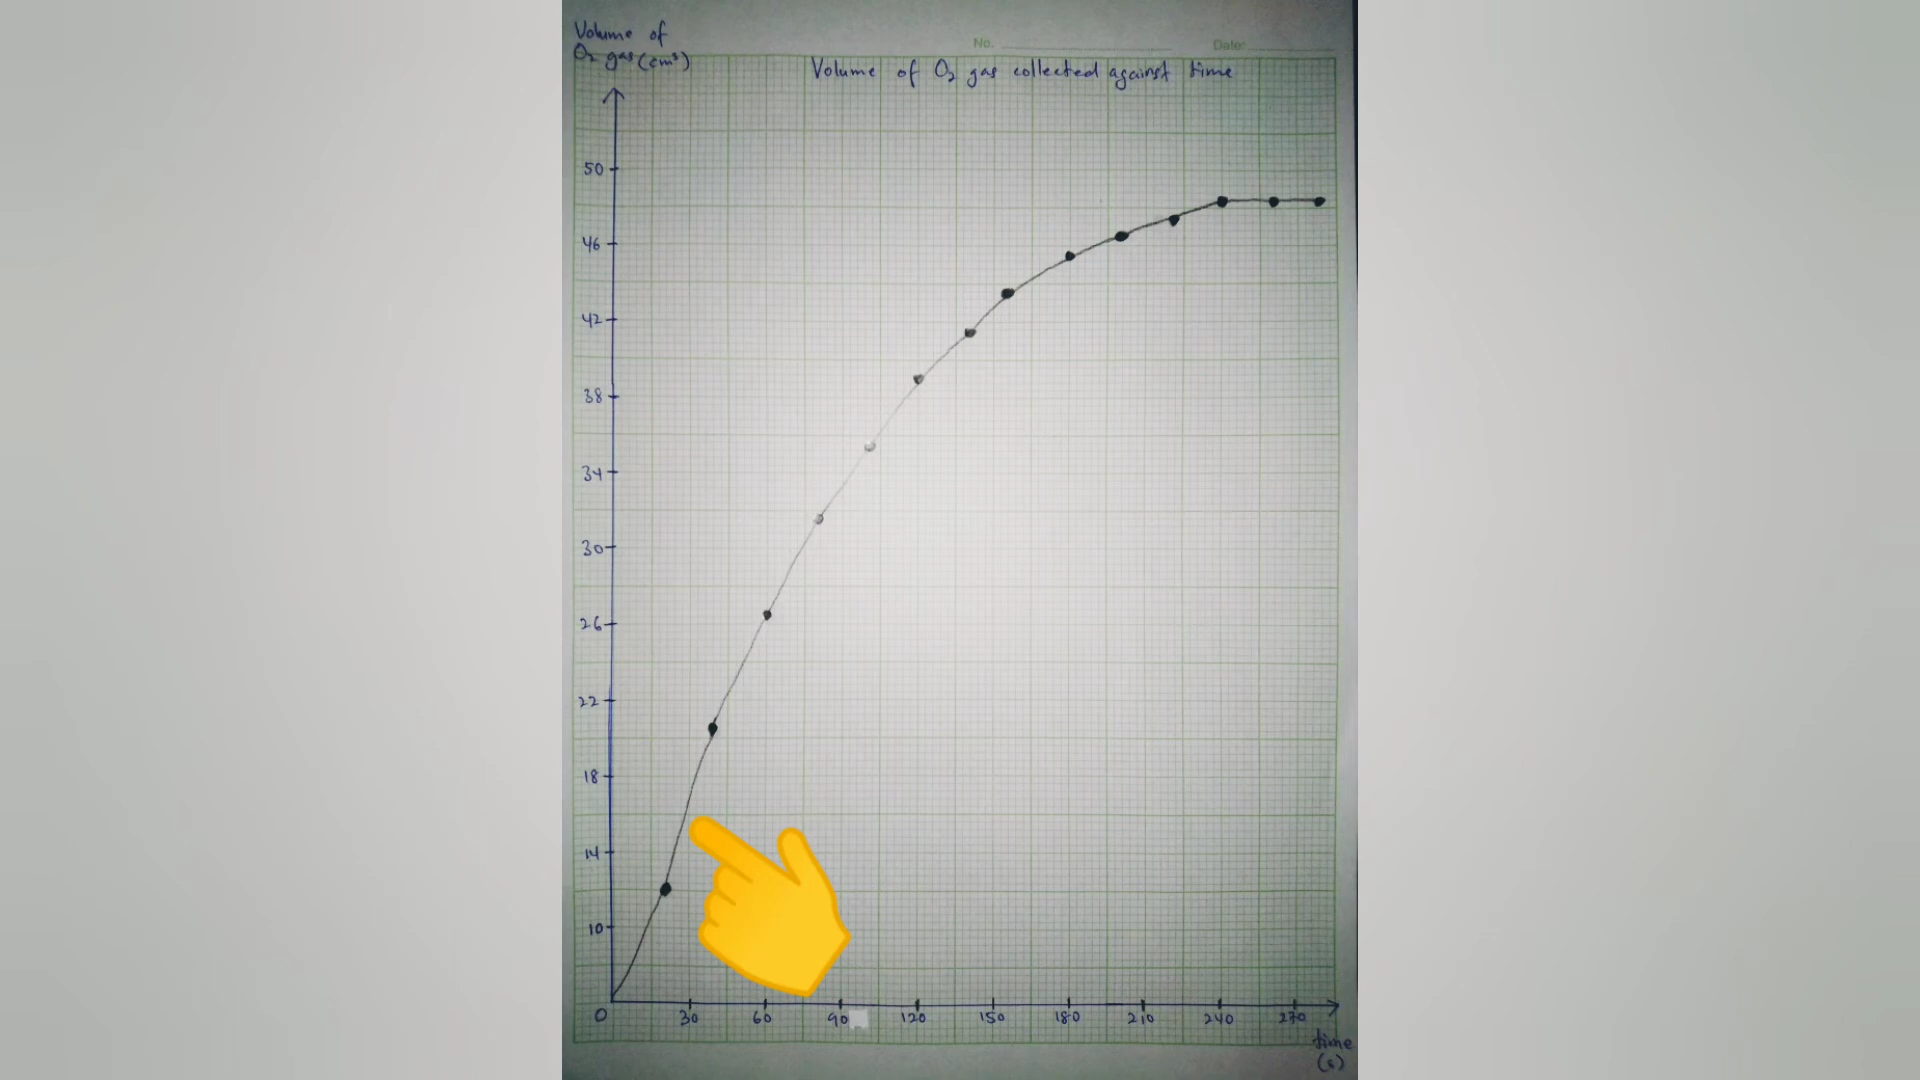 Volume of
O₂ gas (cm³)
No.
Date:
Volume of O₂ gas collected against time
50
46
42
38
34
30
26
22
18
14
10
0 30 60 90 120 150 180 210 240 270
time
(s)